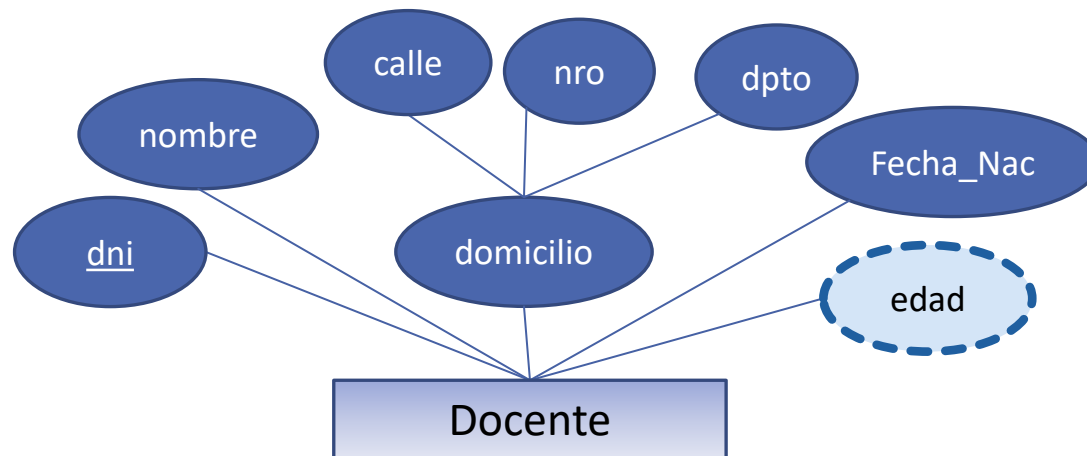 calle
nro
dpto
nombre
Fecha_Nac
dni
domicilio
edad
Docente